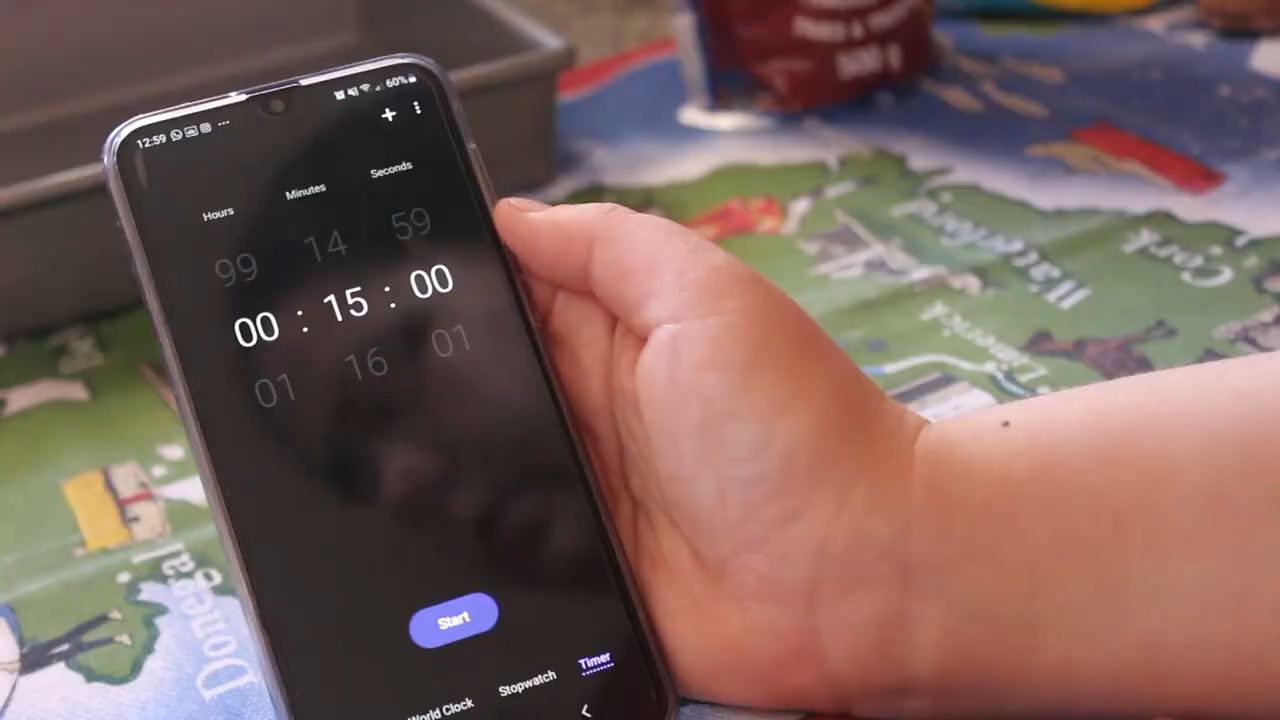 12:59 60%
Hours Minutes Seconds
99 14 59
00 : 15 : 00
01 16 01
Start
World Clock Stopwatch Timer
500 g
Waterford
Cork
Limerick
Donegal